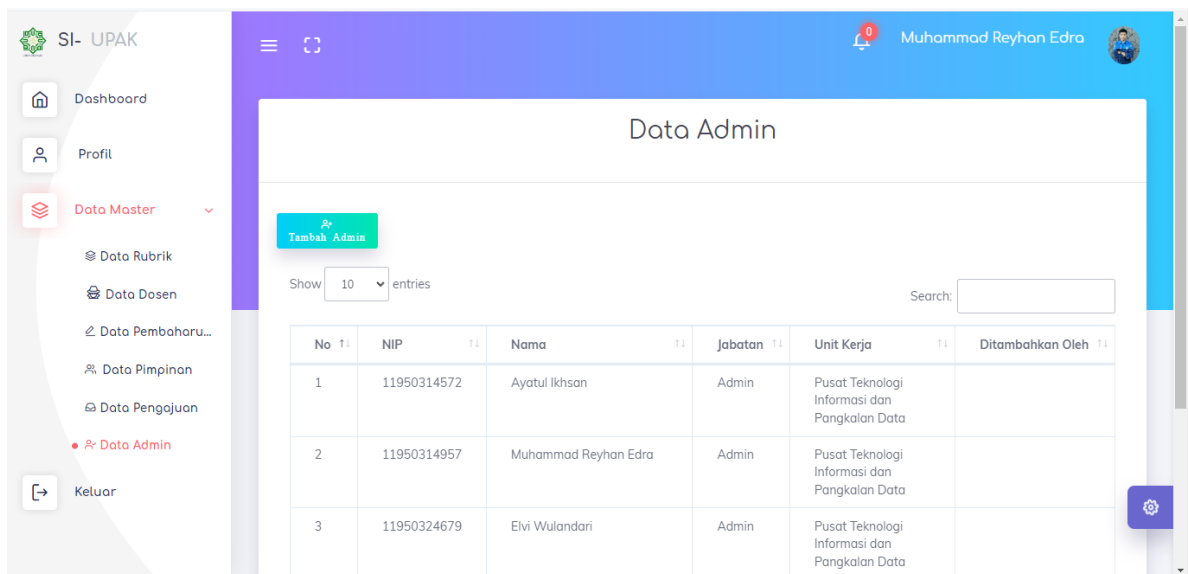 SI- UPAK
0
Muhammad Reyhan Edra
Dashboard
Profil
Data Master
Data Rubrik
Data Dosen
Data Pembaharu...
Data Pimpinan
Data Pengajuan
Data Admin
Keluar
Data Admin
Tambah Admin
Show 10 entries
Search:
No NIP Nama Jabatan Unit Kerja Ditambahkan Oleh
1 11950314572 Ayatul Ikhsan Admin Pusat Teknologi
Informasi dan
Pangkalan Data
2 11950314957 Muhammad Reyhan Edra Admin Pusat Teknologi
Informasi dan
Pangkalan Data
3 11950324679 Elvi Wulandari Admin Pusat Teknologi
Informasi dan
Pangkalan Data